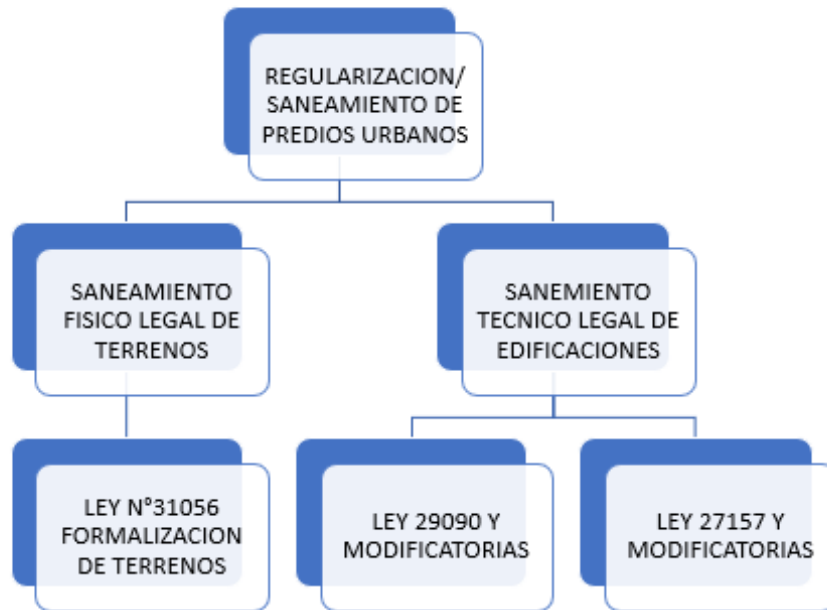 REGULARIZACION/
SANEAMIENTO DE
PREDIOS URBANOS
SANEAMIENTO
FISICO LEGAL DE
TERRENOS
SANEMIENTO
TECNICO LEGAL DE
EDIFICACIONES
LEY N°31056
FORMALIZACION
DE TERRENOS
LEY 29090 Y
MODIFICATORIAS
LEY 27157 Y
MODIFICATORIAS